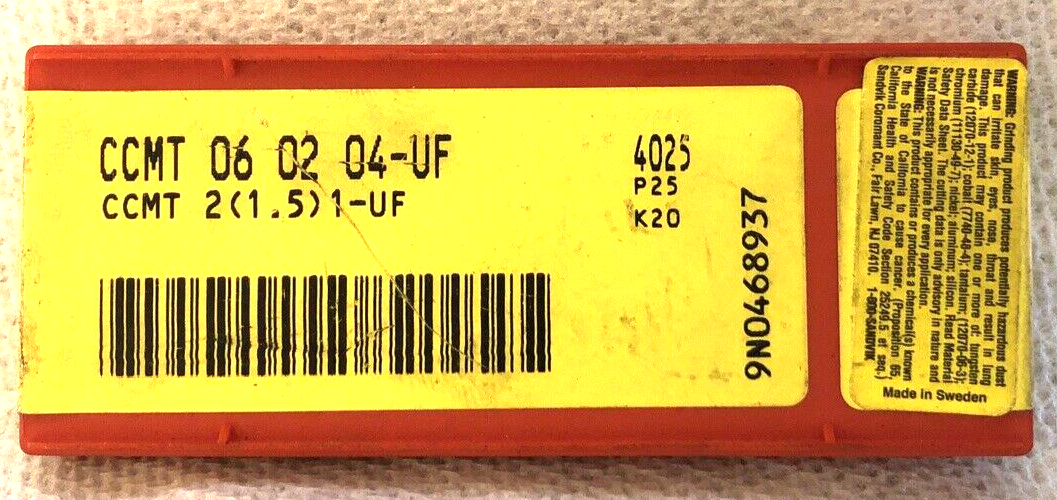 CCMT 06 02 04-UF
CCMT 2(1.5)1-UF
4025
P25
K20
9N0468937
WARNING: Grinding product produces potentially hazardous dust
that can irritate skin, eyes, nose, throat and result in lung
damage. This product may contain one or more of: tungsten
carbide (12070-12-1); cobalt (7740-48-4); tantalum; (12070-06-3);
chromium (11130-49-7); nickel; aluminum; silicon. Read Material
Safety Data Sheet. The cutting data is only advisory in nature and
is not necessarily appropriate for every application.
WARNING: This product contains or produces a chemical(s) known
to the State of California to cause cancer. (Proposition 65,
California Health and Safety Code Section 25249.5 et seq.)
Sandvik Coromant Co., Fair Lawn, NJ 07410. 1-800-SANDVIK
Made in Sweden